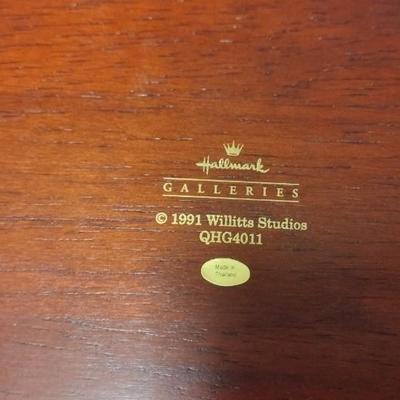 Hallmark
GALLERIES
© 1991 Willitts Studios
QHG4011
Made in
Thailand